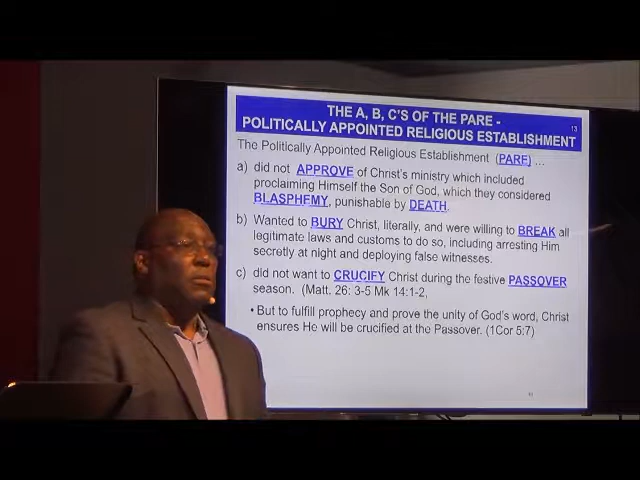 THE A, B, C'S OF THE PARE -
POLITICALLY APPOINTED RELIGIOUS ESTABLISHMENT
13
The Politically Appointed Religious Establishment (PARE) ...
a) did not APPROVE of Christ's ministry which included
proclaiming Himself the Son of God, which they considered
BLASPHEMY, punishable by DEATH.
b) Wanted to BURY Christ, literally, and were willing to BREAK all
legitimate laws and customs to do so, including arresting Him
secretly at night and deploying false witnesses.
c) did not want to CRUCIFY Christ during the festive PASSOVER
season. (Matt. 26: 3-5 Mk 14:1-2,
• But to fulfill prophecy and prove the unity of God's word, Christ
ensures He will be crucified at the Passover. (1Cor 5:7)